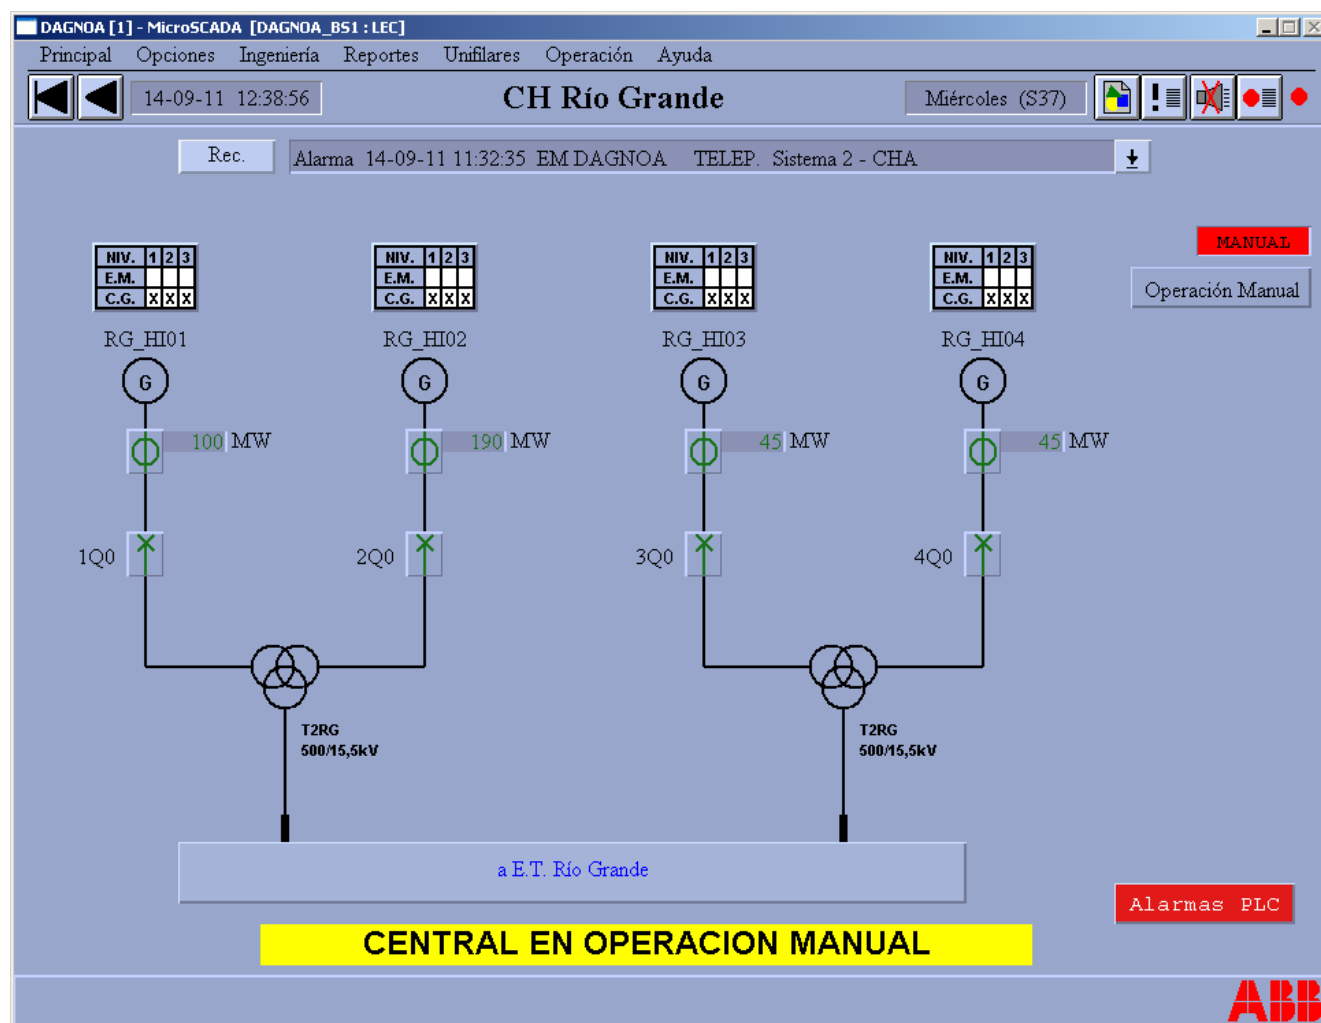 DAGNOA [1] - MicroSCADA [DAGNOA_BS1 : LEC]
Principal Opciones Ingeniería Reportes Unifilares Operación Ayuda
14-09-11 12:38:56 CH Río Grande Miércoles (S37)
Rec. Alarma 14-09-11 11:32:35 EM DAGNOA TELEP. Sistema 2 - CHA
MANUAL
Operación Manual
NIV. 1 2 3 NIV. 1 2 3 NIV. 1 2 3 NIV. 1 2 3
E.M. E.M. E.M. E.M.
C.G. X X X C.G. X X X C.G. X X X C.G. X X X
RG_HI01 RG_HI02 RG_HI03 RG_HI04
G G G G
100 MW 190 MW 45 MW 45 MW
1Q0 2Q0 3Q0 4Q0
T2RG T2RG
500/15,5kV 500/15,5kV
a E.T. Río Grande
Alarmas PLC
CENTRAL EN OPERACION MANUAL
ABB